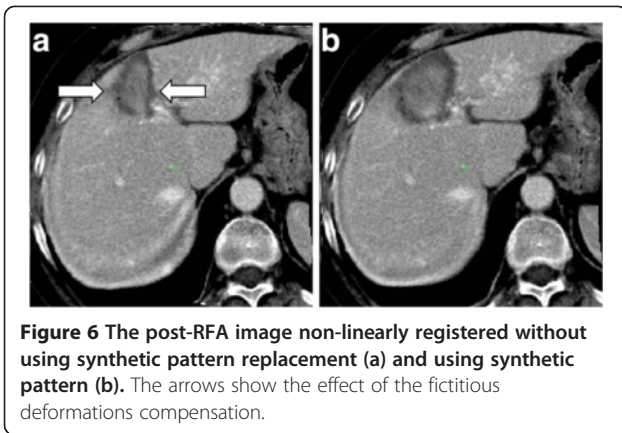 a
b
Figure 6 The post-RFA image non-linearly registered without
using synthetic pattern replacement (a) and using synthetic
pattern (b). The arrows show the effect of the fictitious
deformations compensation.